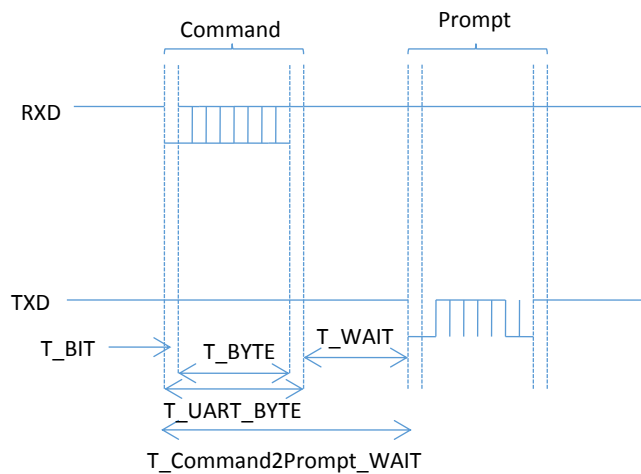 Command
Prompt
RXD
TXD
T_WAIT
T_BIT
T_BYTE
T_UART_BYTE
T_Command2Prompt_WAIT